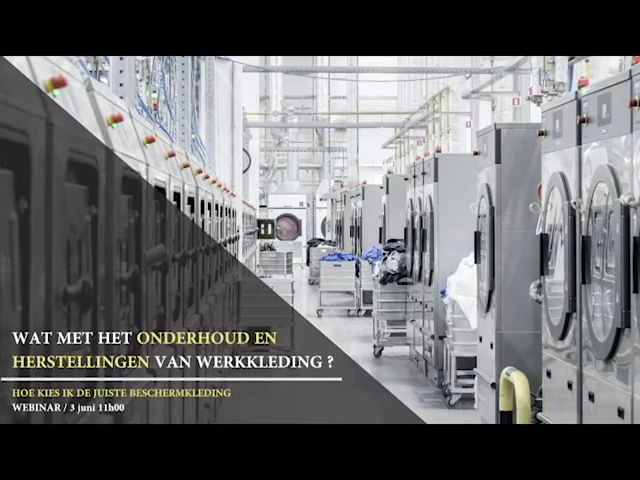 WAT MET HET ONDERHOUD EN
HERSTELLINGEN VAN WERKKLEDING ?
HOE KIES IK DE JUISTE BESCHERMKLEDING
WEBINAR / 3 juni 11h00